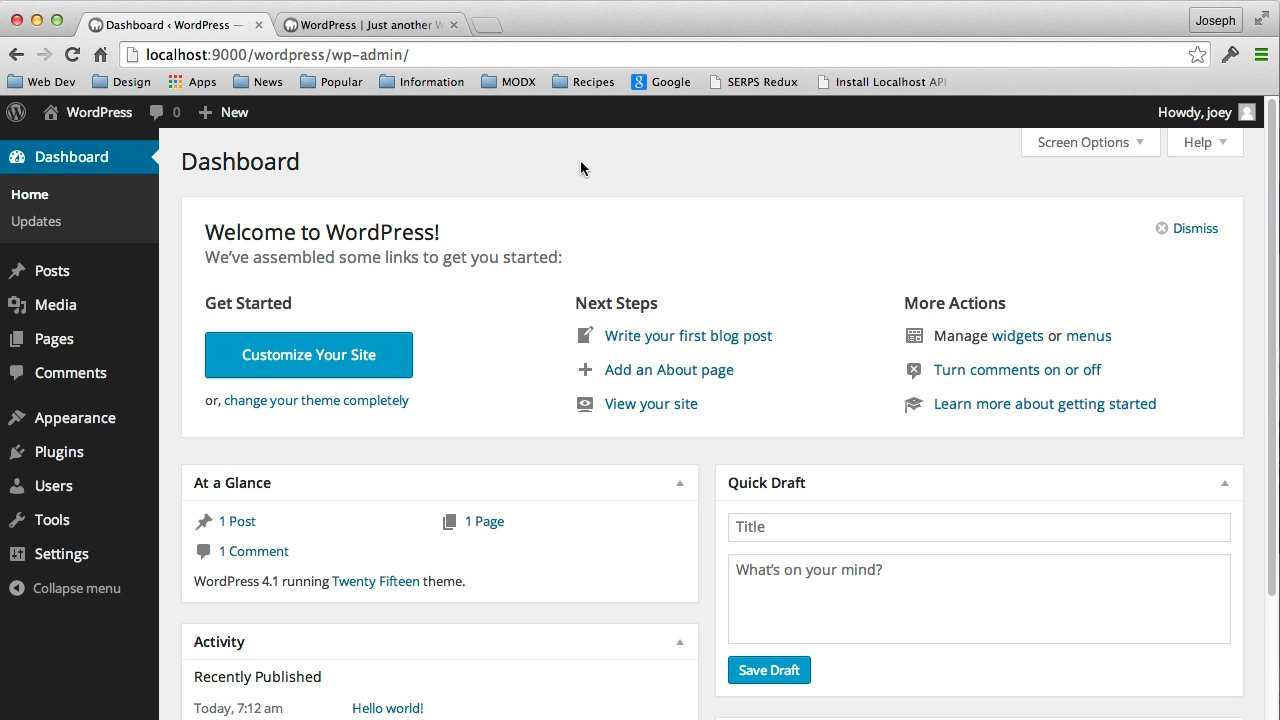 Dashboard ‹ WordPress —
WordPress | Just another W
Joseph
localhost:9000/wordpress/wp-admin/
Web Dev
Design
Apps
News
Popular
Information
MODX
Recipes
Google
SERPS Redux
Install Localhost API
WordPress
0
New
Howdy, joey
Dashboard
Home
Updates
Posts
Media
Pages
Comments
Appearance
Plugins
Users
Tools
Settings
Collapse menu
Dashboard
Screen Options
Help
Welcome to WordPress!
Dismiss
We've assembled some links to get you started:
Get Started
Customize Your Site
or, change your theme completely
Next Steps
Write your first blog post
Add an About page
View your site
More Actions
Manage widgets or menus
Turn comments on or off
Learn more about getting started
At a Glance
1 Post
1 Page
1 Comment
WordPress 4.1 running Twenty Fifteen theme.
Activity
Recently Published
Today, 7:12 am
Hello world!
Quick Draft
Title
What's on your mind?
Save Draft